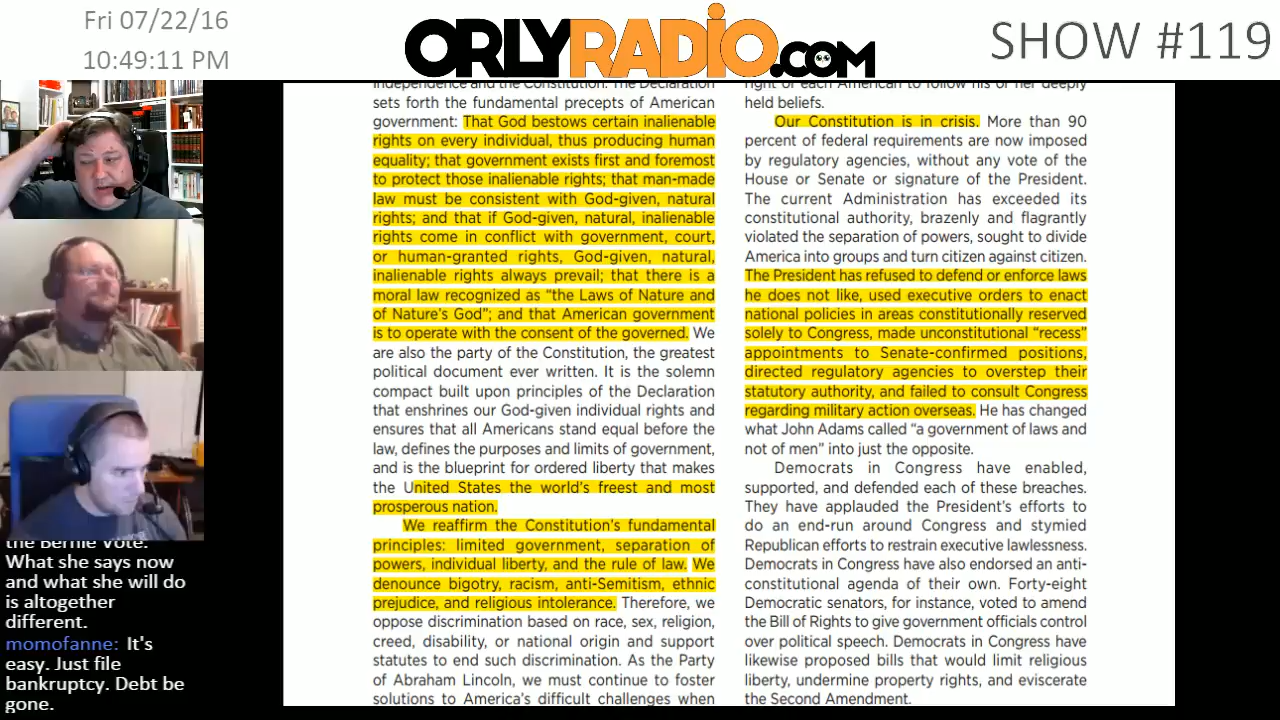 Fri 07/22/16
10:49:11 PM
ORLYRADIO.COM
SHOW #119
independence and the Constitution. The Declaration
sets forth the fundamental precepts of American
government: That God bestows certain inalienable
rights on every individual, thus producing human
equality; that government exists first and foremost
to protect those inalienable rights; that man-made
law must be consistent with God-given, natural
rights; and that if God-given, natural, inalienable
rights come in conflict with government, court,
or human-granted rights, God-given, natural,
inalienable rights always prevail; that there is a
moral law recognized as “the Laws of Nature and
of Nature’s God”; and that American government
is to operate with the consent of the governed. We
are also the party of the Constitution, the greatest
political document ever written. It is the solemn
compact built upon principles of the Declaration
that enshrines our God-given individual rights and
ensures that all Americans stand equal before the
law, defines the purposes and limits of government,
and is the blueprint for ordered liberty that makes
the United States the world’s freest and most
prosperous nation.
We reaffirm the Constitution’s fundamental
principles: limited government, separation of
powers, individual liberty, and the rule of law. We
denounce bigotry, racism, anti-Semitism, ethnic
prejudice, and religious intolerance. Therefore, we
oppose discrimination based on race, sex, religion,
creed, disability, or national origin and support
statutes to end such discrimination. As the Party
of Abraham Lincoln, we must continue to foster
solutions to America’s difficult challenges when
right of each American to follow his or her deeply
held beliefs.
Our Constitution is in crisis. More than 90
percent of federal requirements are now imposed
by regulatory agencies, without any vote of the
House or Senate or signature of the President.
The current Administration has exceeded its
constitutional authority, brazenly and flagrantly
violated the separation of powers, sought to divide
America into groups and turn citizen against citizen.
The President has refused to defend or enforce laws
he does not like, used executive orders to enact
national policies in areas constitutionally reserved
solely to Congress, made unconstitutional “recess”
appointments to Senate-confirmed positions,
directed regulatory agencies to overstep their
statutory authority, and failed to consult Congress
regarding military action overseas. He has changed
what John Adams called “a government of laws and
not of men” into just the opposite.
Democrats in Congress have enabled,
supported, and defended each of these breaches.
They have applauded the President’s efforts to
do an end-run around Congress and stymied
Republican efforts to restrain executive lawlessness.
Democrats in Congress have also endorsed an anti-
constitutional agenda of their own. Forty-eight
Democratic senators, for instance, voted to amend
the Bill of Rights to give government officials control
over political speech. Democrats in Congress have
likewise proposed bills that would limit religious
liberty, undermine property rights, and eviscerate
the Second Amendment.
the Bernie vote.
What she says now
and what she will do
is altogether
different.
momofanne: It's
easy. Just file
bankruptcy. Debt be
gone.